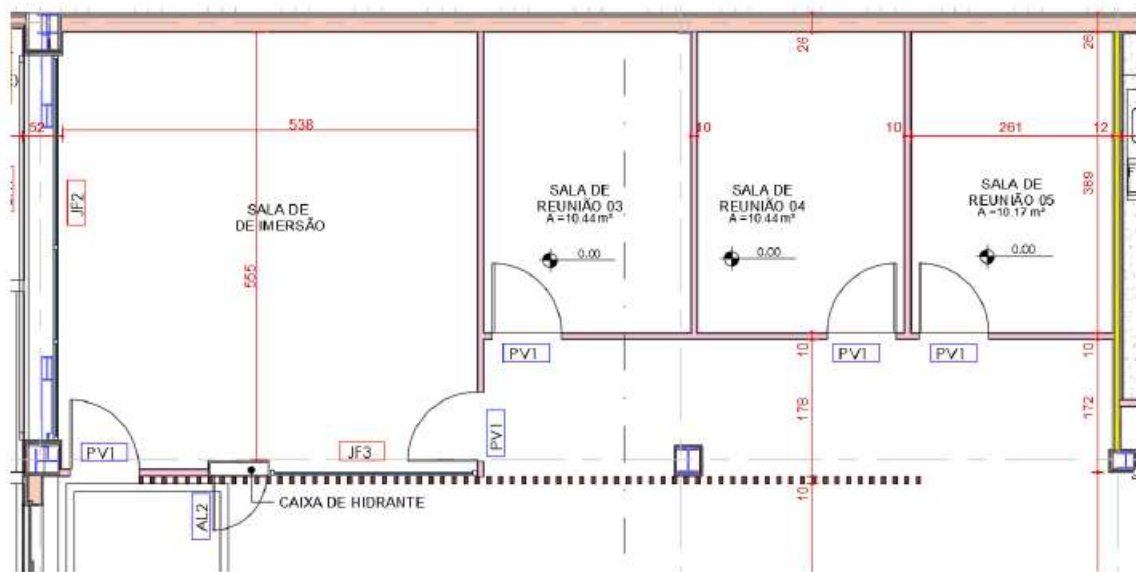 26
26
52
538
10
10
261
12
JF2
SALA DE
DE IMERSÃO
555
SALA DE
REUNIÃO 03
A =10.44 m²
0.00
SALA DE
REUNIÃO 04
A =10.44 m²
0.00
SALA DE
REUNIÃO 05
A =10.17 m²
0.00
389
PV1
PV1
PV1
10
10
178
172
PV1
JF3
PV1
10
AL2
CAIXA DE HIDRANTE